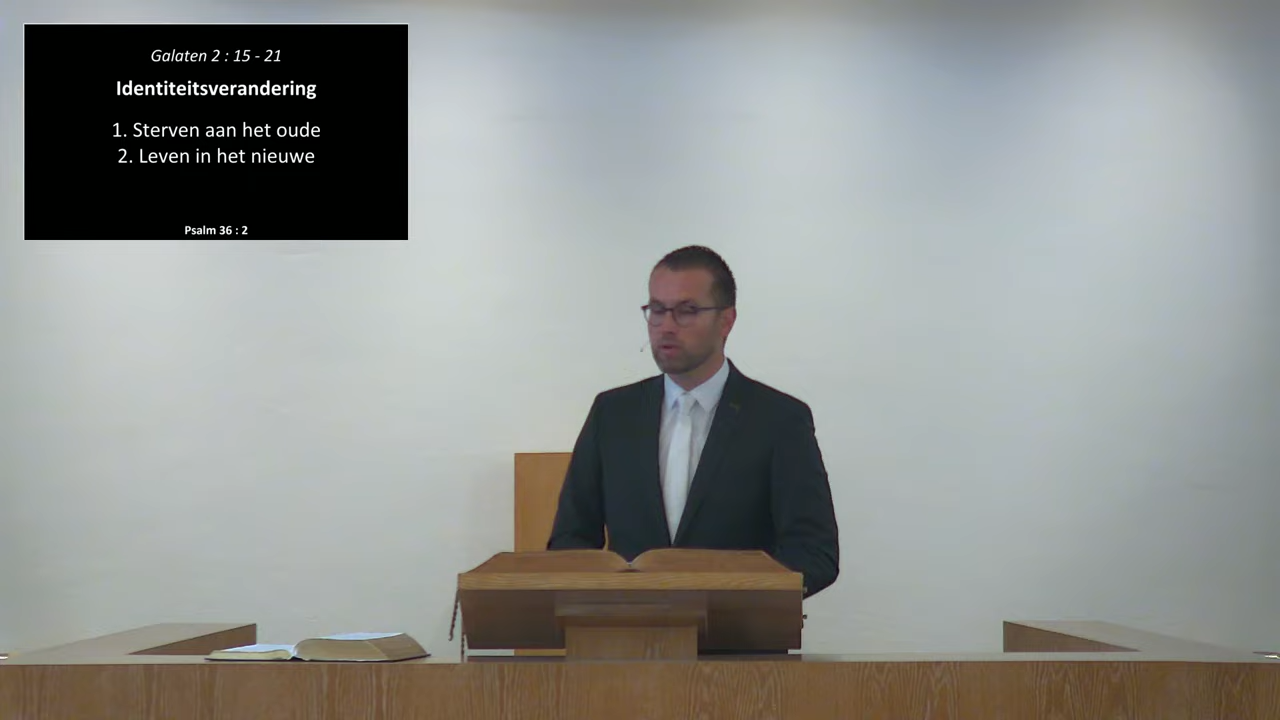 Galaten 2 : 15 - 21
Identiteitsverandering
1. Sterven aan het oude
2. Leven in het nieuwe
Psalm 36 : 2